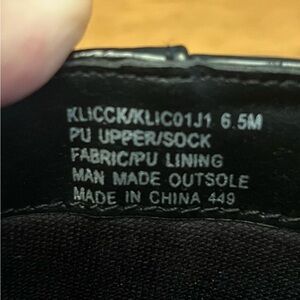 KLICCK/KLIC01J1 6.5M
PU UPPER/SOCK
FABRIC/PU LINING
MAN MADE OUTSOLE
MADE IN CHINA 449